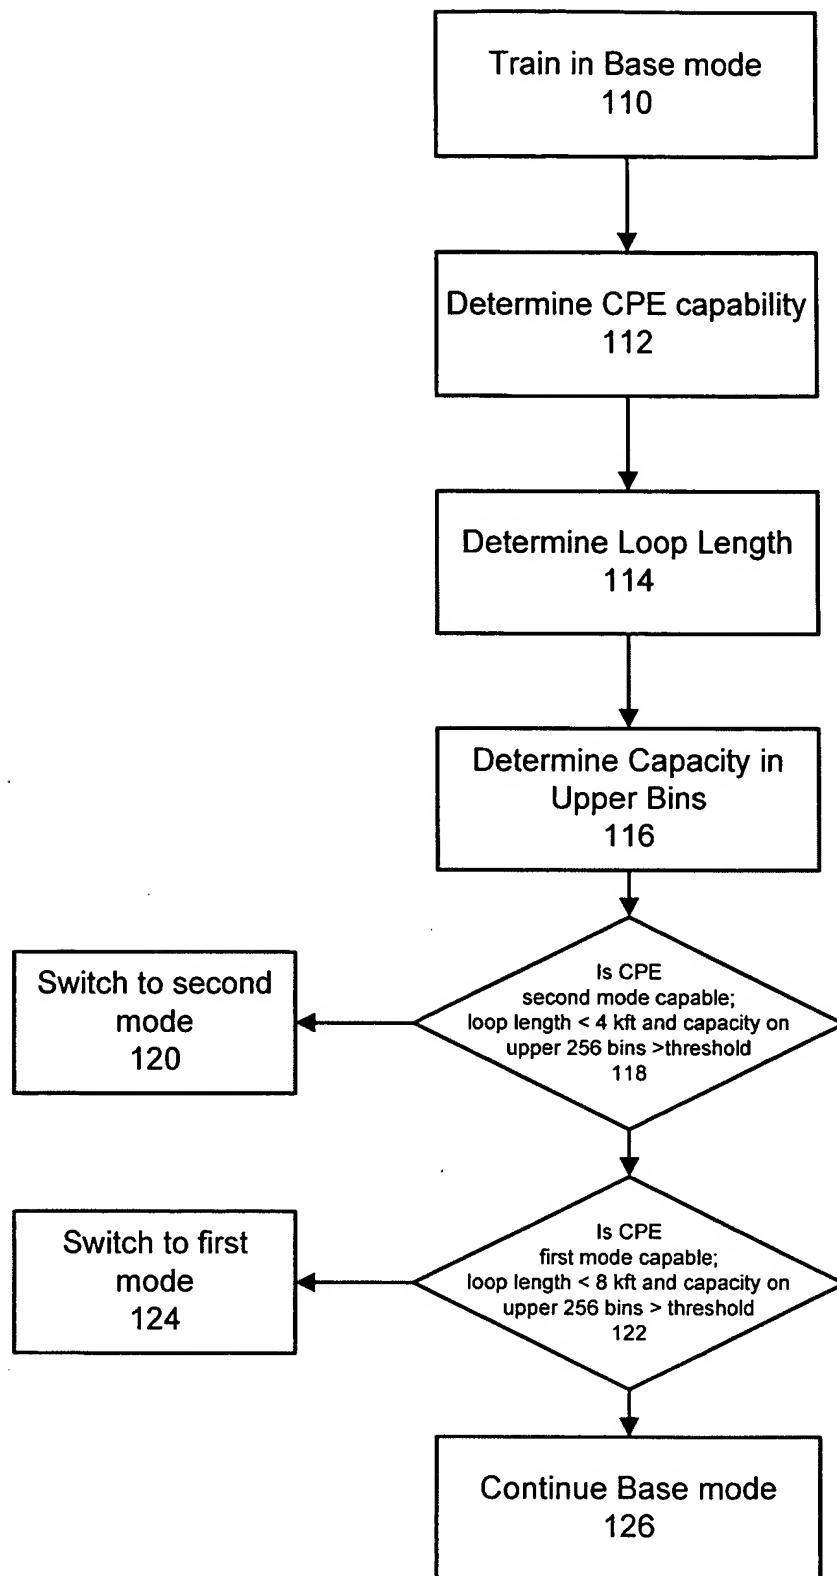 Train in Base mode
110
Determine CPE capability
112
Determine Loop Length
114
Determine Capacity in
Upper Bins
116
Is CPE
second mode capable;
loop length < 4 kft and capacity on
upper 256 bins >threshold
118
Switch to second
mode
120
Is CPE
first mode capable;
loop length < 8 kft and capacity on
upper 256 bins > threshold
122
Switch to first
mode
124
Continue Base mode
126